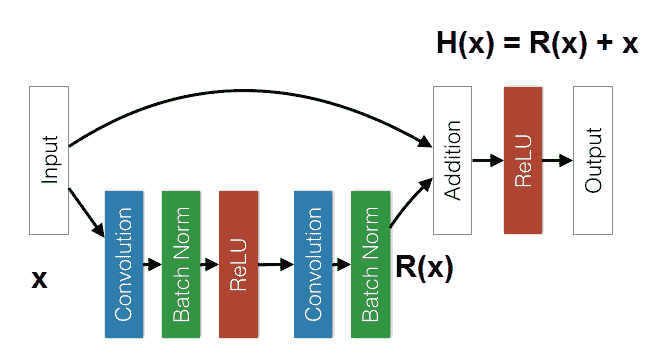 H(x) = R(x) + x
Input
Addition
ReLU
Output
Convolution
Batch Norm
ReLU
Convolution
Batch Norm
x
R(x)